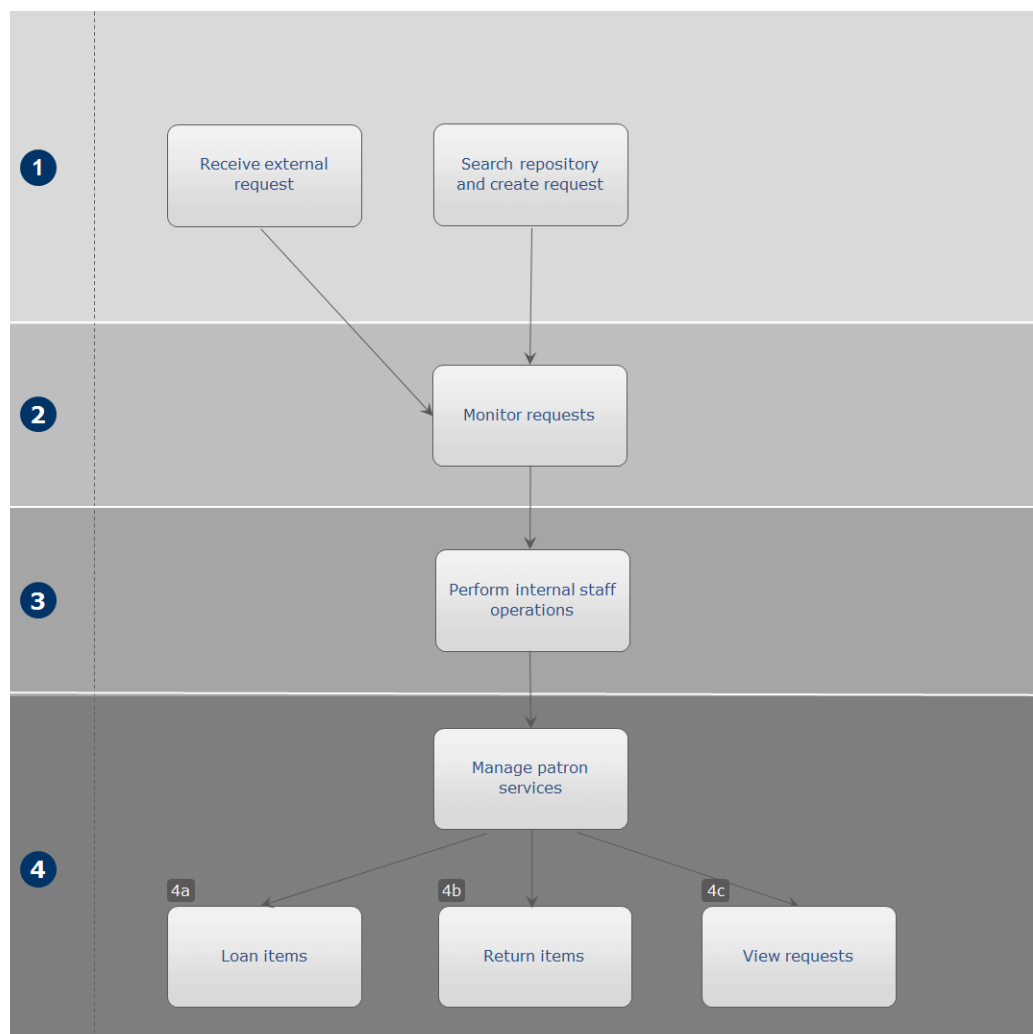 1
Receive external
request
Search repository
and create request
2
Monitor requests
3
Perform internal staff
operations
4
Manage patron
services
4a
Loan items
4b
Return items
4c
View requests